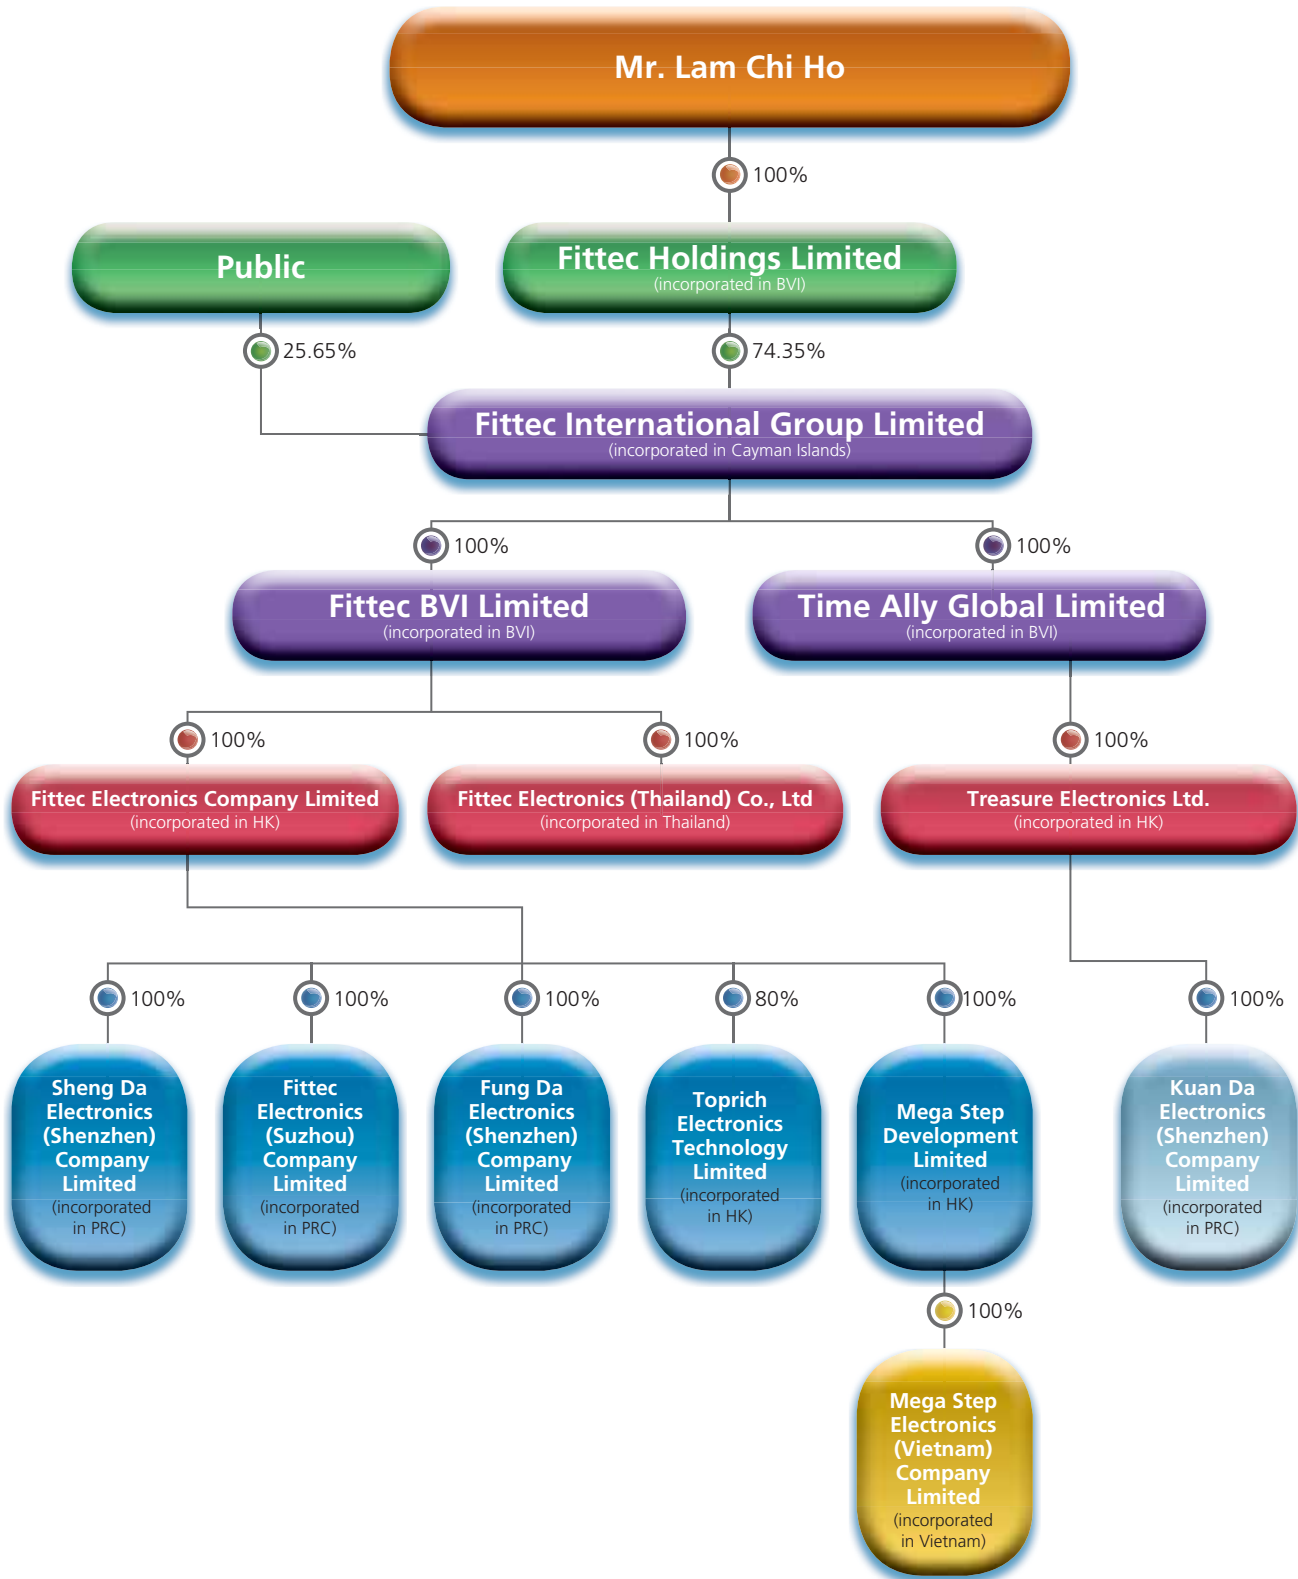 Mr. Lam Chi Ho
100%
Public
Fittec Holdings Limited
(incorporated in BVI)
25.65%
74.35%
Fittec International Group Limited
(incorporated in Cayman Islands)
100%
100%
Fittec BVI Limited
(incorporated in BVI)
Time Ally Global Limited
(incorporated in BVI)
100%
100%
100%
Fittec Electronics Company Limited
(incorporated in HK)
Fittec Electronics (Thailand) Co., Ltd
(incorporated in Thailand)
Treasure Electronics Ltd.
(incorporated in HK)
100%
100%
100%
80%
100%
100%
Sheng Da
Electronics
(Shenzhen)
Company
Limited
(incorporated
in PRC)
Fittec
Electronics
(Suzhou)
Company
Limited
(incorporated
in PRC)
Fung Da
Electronics
(Shenzhen)
Company
Limited
(incorporated
in PRC)
Toprich
Electronics
Technology
Limited
(incorporated
in HK)
Mega Step
Development
Limited
(incorporated
in HK)
Kuan Da
Electronics
(Shenzhen)
Company
Limited
(incorporated
in PRC)
100%
Mega Step
Electronics
(Vietnam)
Company
Limited
(incorporated
in Vietnam)